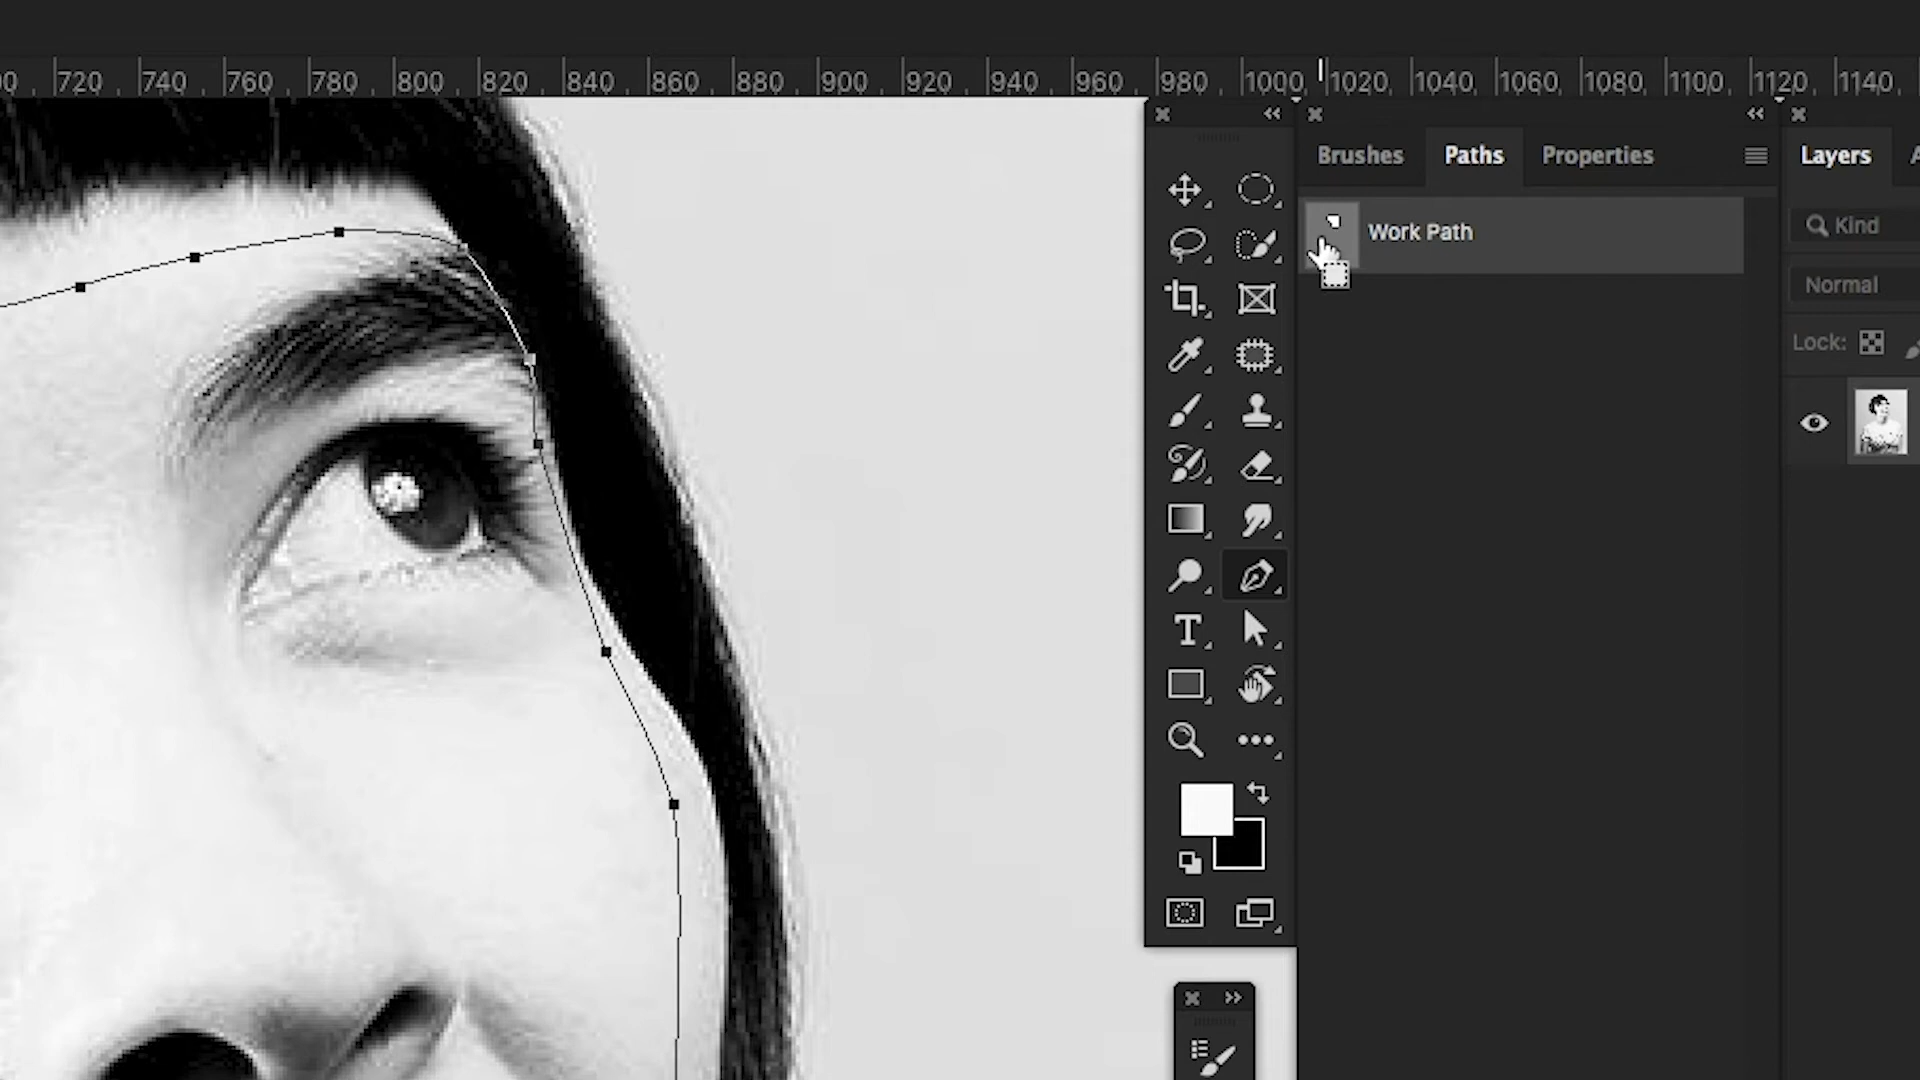 720 740 760 780 800 820 840 860 880 900 920 940 960 980 1000 1020 1040 1060 1080 1100 1120 1140
Brushes Paths Properties Layers
Work Path
Kind
Normal
Lock:
T